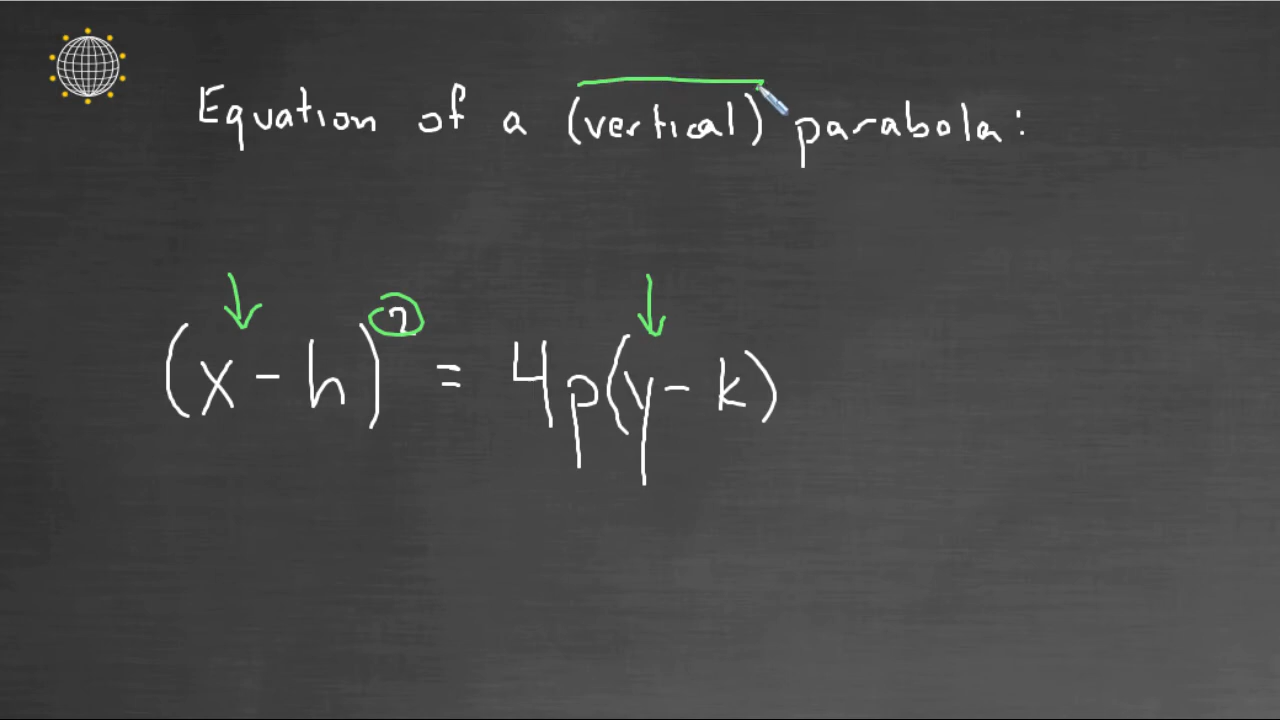 Equation of a (vertical) parabola:
(x - h)² = 4p(y - k)